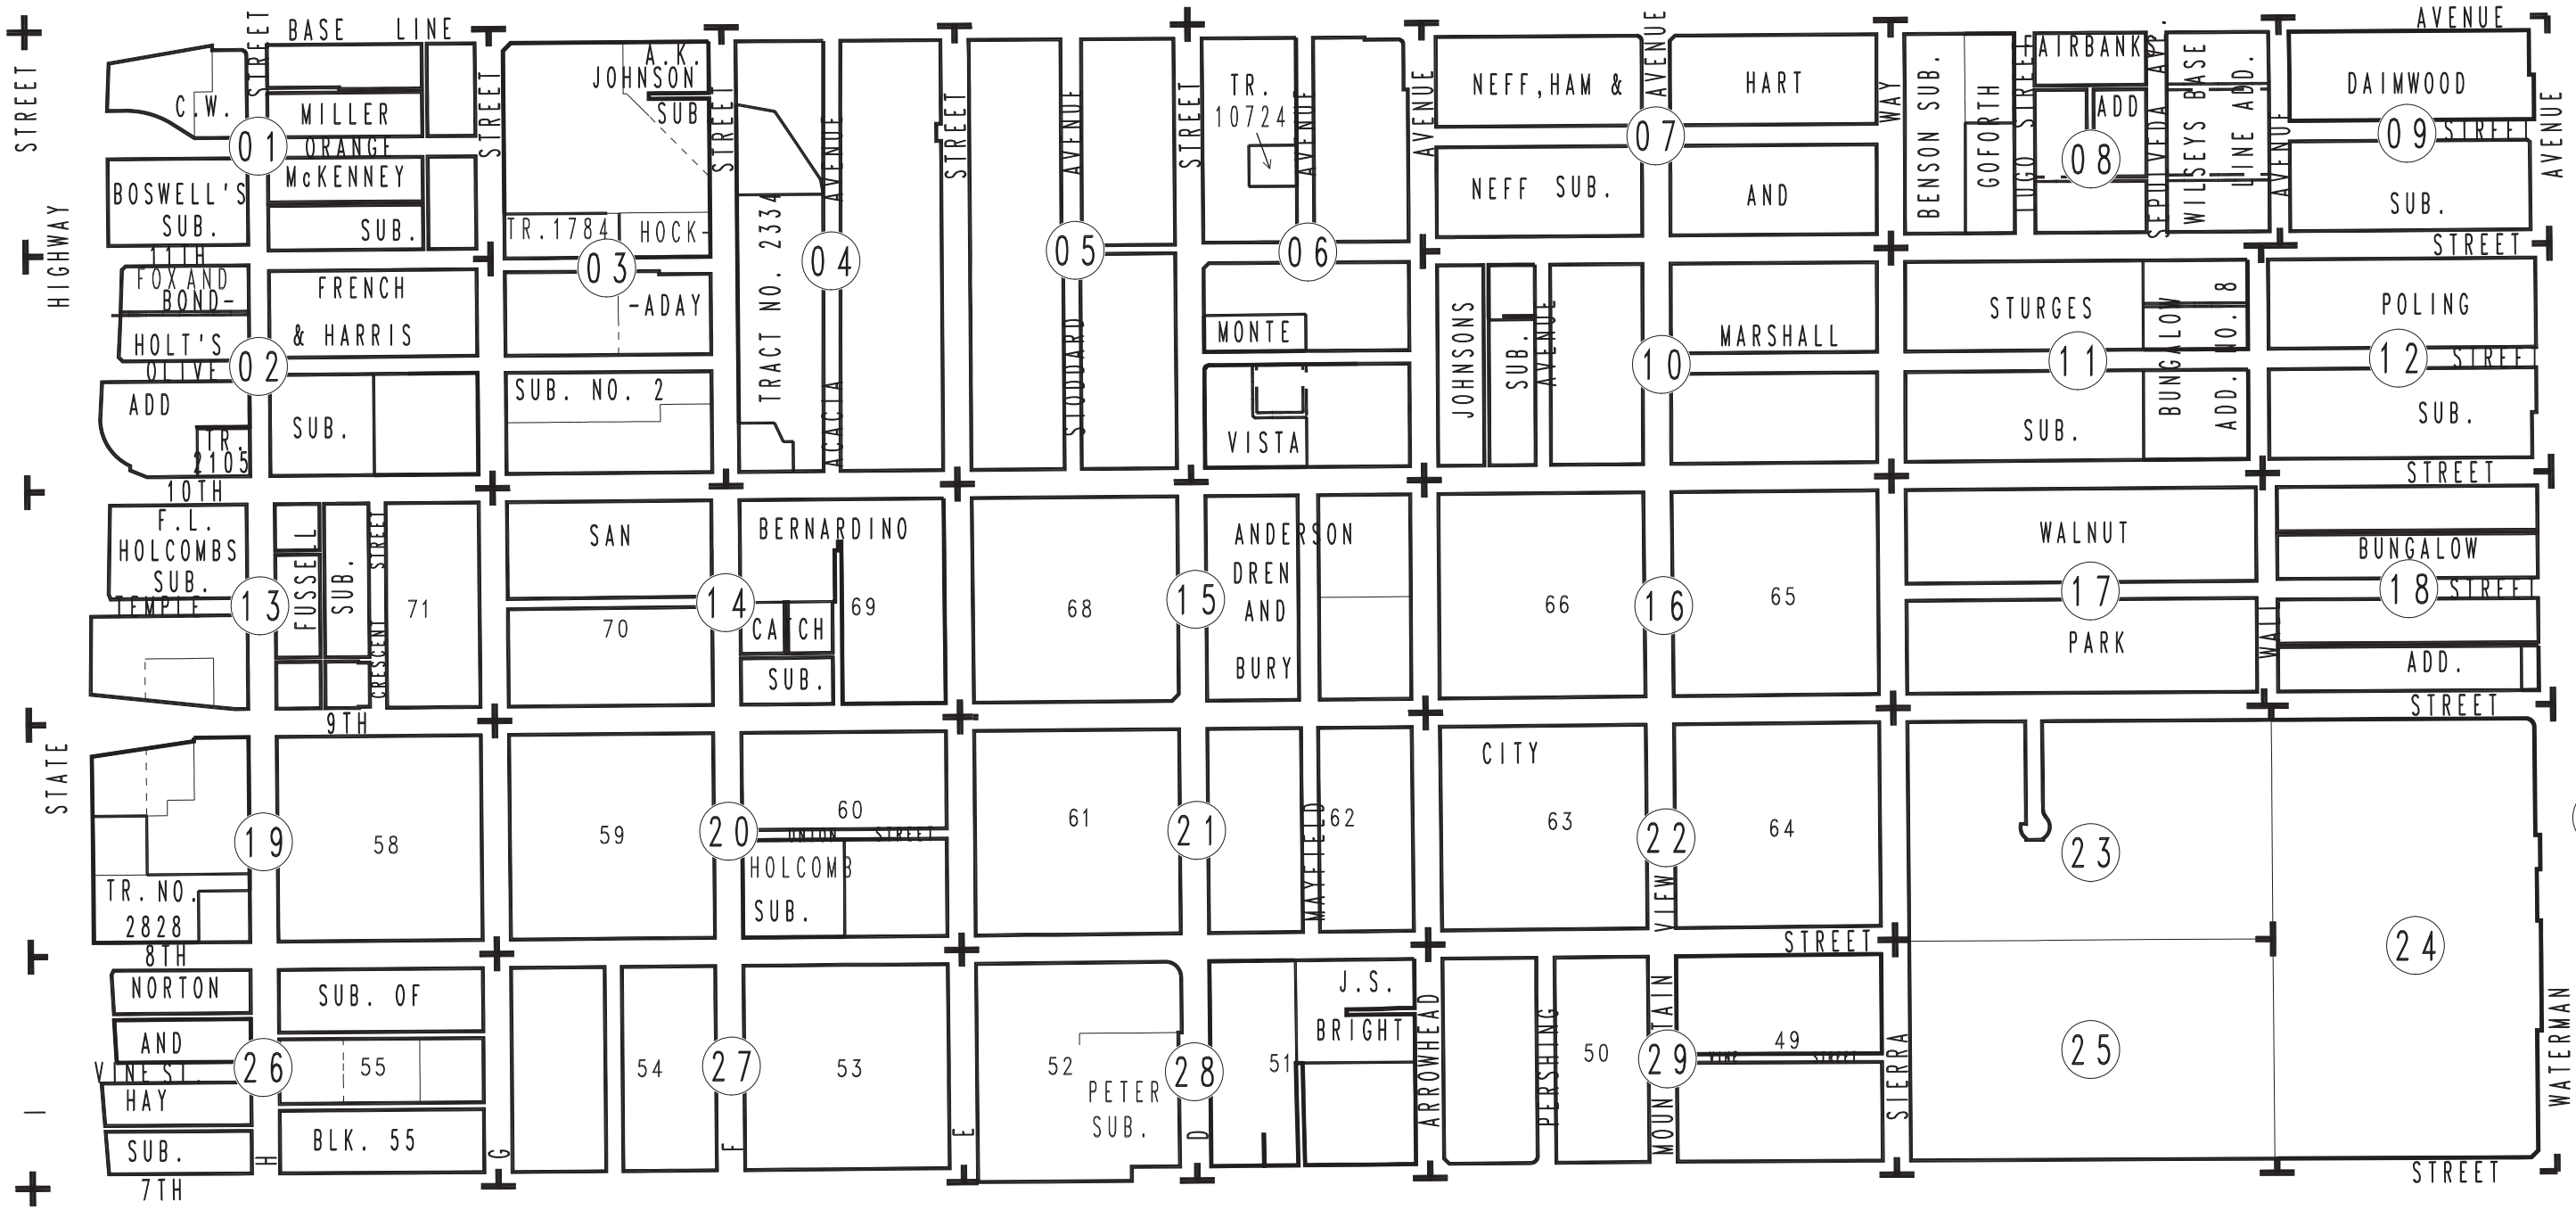 BASE LINE
AVENUE
STREET
STREET
STREET
STREET
STREET
AVENUE
STREET
AVENUE
STREET
AVENUE
AVENUE
AVENUE
WAY
AVENUE
AVENUE
HIGHWAY
STATE
C.W.
MILLER
01
ORANGE
BOSWELL'S
SUB.
McKENNEY
SUB.
11TH
FOX AND
BOND-
HOLT'S
OLIVE
ADD
TR.
2105
02
FRENCH
& HARRIS
SUB.
A.K.
JOHNSON
SUB
TR.1784
HOCK-
03
-ADAY
SUB. NO. 2
TRACT NO. 2334
04
ACACIA
05
STODDARD
TR.
10724
06
MONTE
VISTA
NEFF,HAM &
HART
07
NEFF SUB.
AND
JOHNSONS
SUB.
AVENUE
10
MARSHALL
BENSON SUB.
GOFORTH
LUGO STREET
FAIRBANKS
ADD
08
SEPULVEDA AVE.
WILSEYS BASE
LINE ADD.
DAIMWOOD
09
STREET
SUB.
STREET
STURGES
11
SUB.
BUNGALOW
ADD. NO. 8
POLING
12
STREET
SUB.
10TH
STREET
F.L.
HOLCOMBS
SUB.
TEMPLE
13
FUSSELL
SUB.
CRESCENT STREET
71
SAN
BERNARDINO
70
14
CATCH
SUB.
69
68
15
ANDERSON
DREN
AND
BURY
66
16
65
WALNUT
17
PARK
WALL
BUNGALOW
18
STREET
ADD.
9TH
STREET
CITY
19
58
59
20
60
UNION STREET
HOLCOMB
SUB.
61
21
MAYFIELD
62
63
22
64
23
24
TR. NO.
2828
8TH
STREET
NORTON
AND
VINE ST.
HAY
SUB.
26
SUB. OF
55
BLK. 55
54
27
53
52
PETER
SUB.
28
51
J.S.
BRIGHT
ARROWHEAD
PERSHING
50
MOUNTAIN VIEW
29
49
VINE STREET
SIERRA
25
WATERMAN
H
G
F
E
D
7TH
STREET